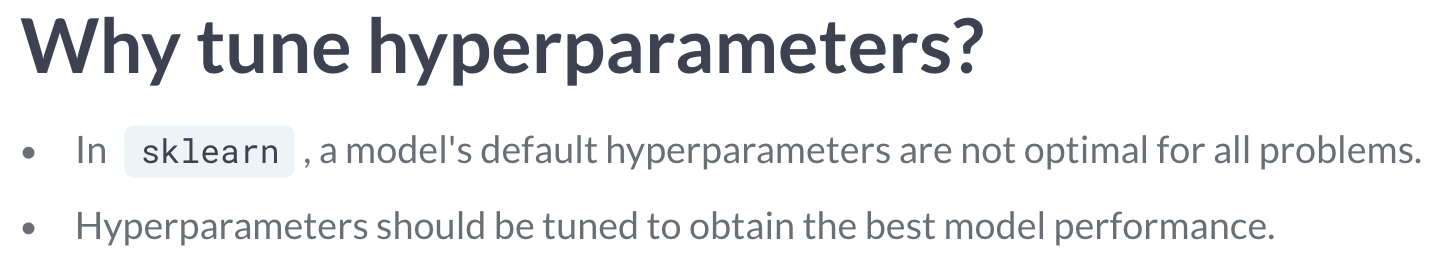 Why tune hyperparameters?
• In sklearn , a model's default hyperparameters are not optimal for all problems.
• Hyperparameters should be tuned to obtain the best model performance.